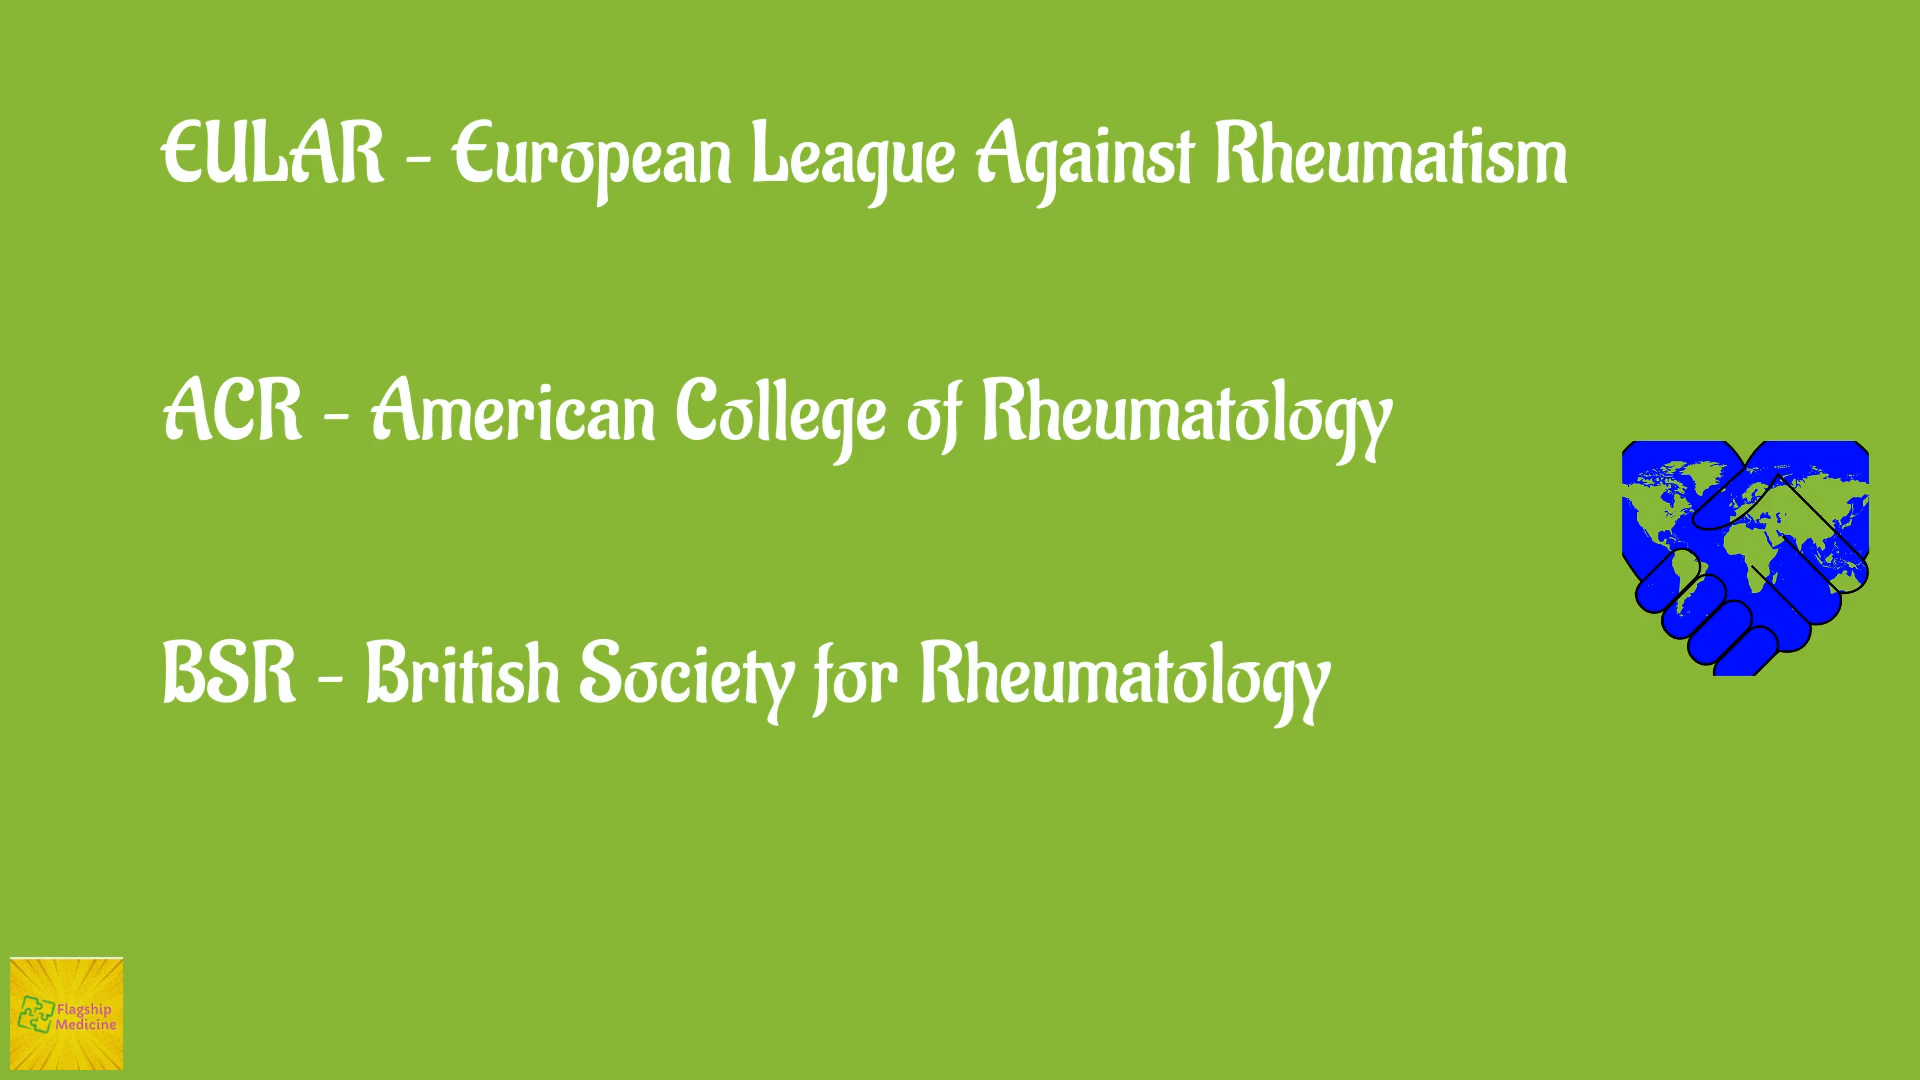 EULAR - European League Against Rheumatism
ACR - American College of Rheumatology
BSR - British Society for Rheumatology
Flagship
Medicine